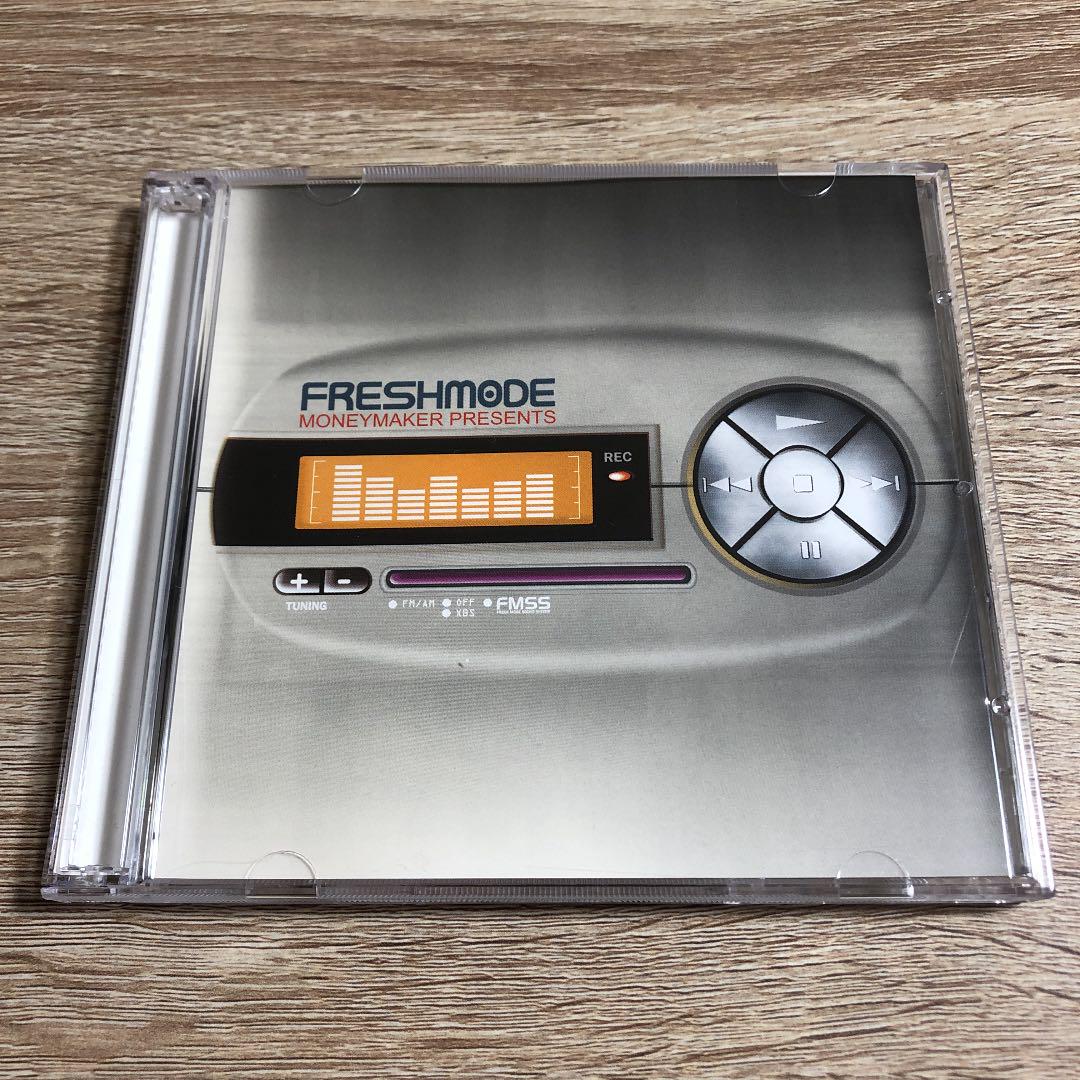 FRESHMODE
MONEYMAKER PRESENTS
REC
+ -
TUNING
FM/AM OFF FMSS
XBS